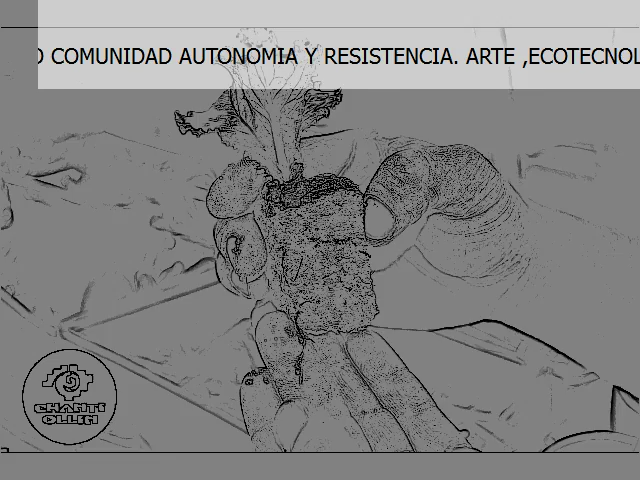 COMUNIDAD AUTONOMIA Y RESISTENCIA. ARTE ,ECOTECNOL
CHANTI
OLLIN